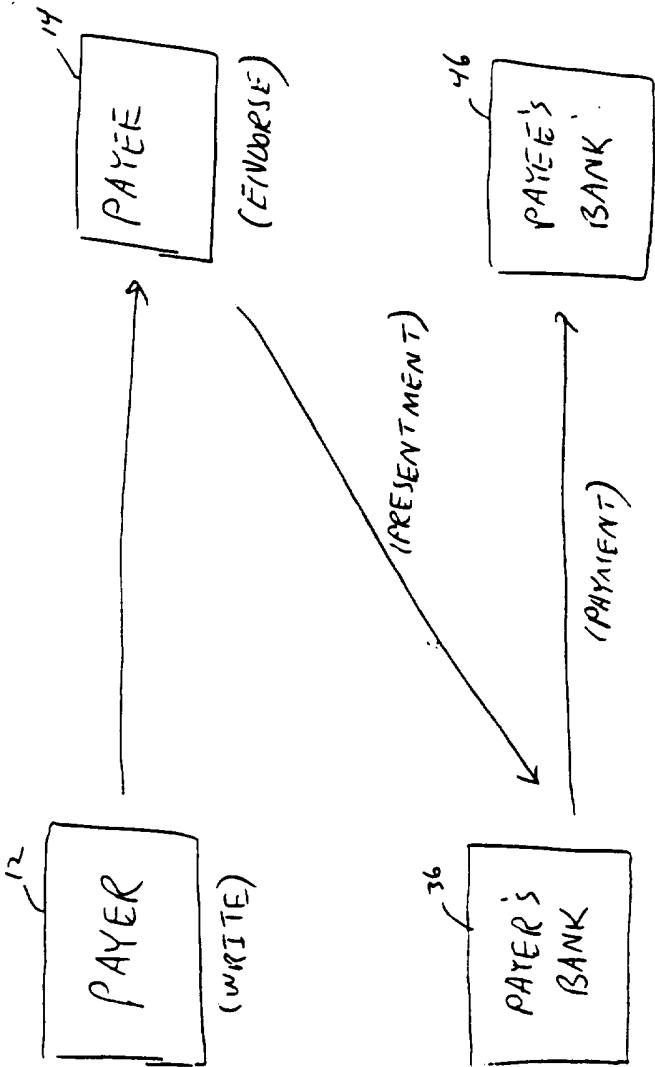 12
PAYER
(WRITE)
14
PAYEE
(ENDORSE)
(PRESENTMENT)
36
PAYER'S
BANK
(PAYMENT)
46
PAYEE'S
BANK